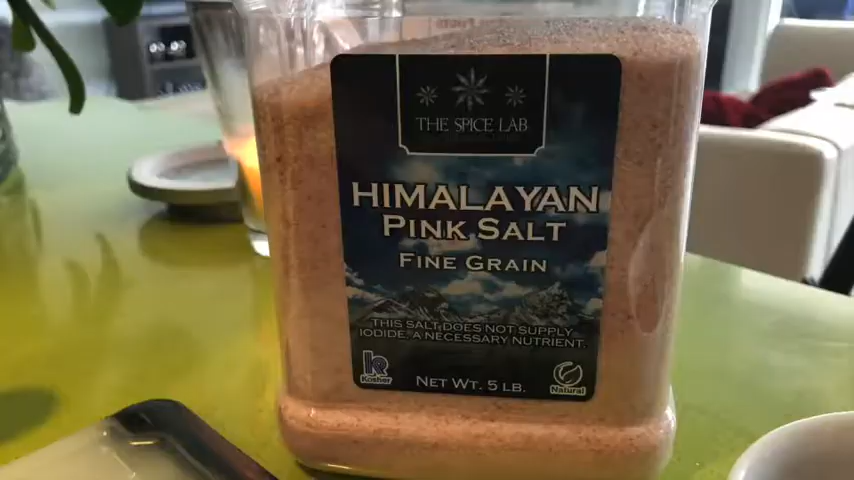 THE SPICE LAB
HIMALAYAN
PINK SALT
FINE GRAIN
THIS SALT DOES NOT SUPPLY
IODIDE, A NECESSARY NUTRIENT.
k
Kosher
NET WT. 5 LB.
Natural